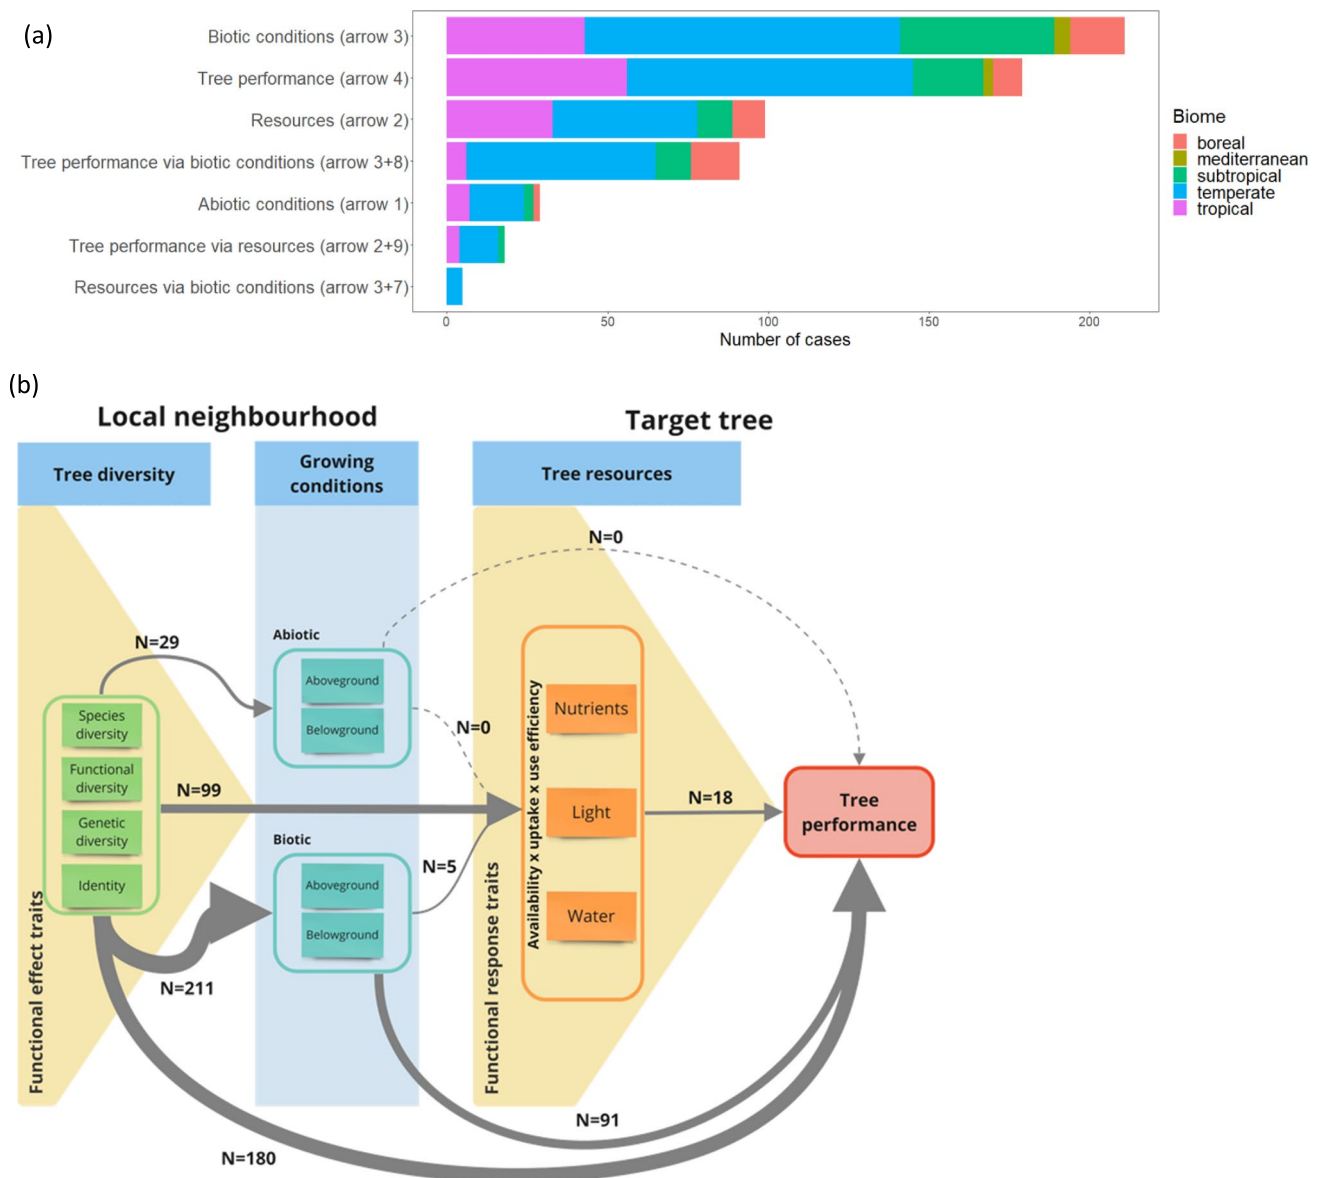 (a)
Biotic conditions (arrow 3)
Tree performance (arrow 4)
Resources (arrow 2)
Tree performance via biotic conditions (arrow 3+8)
Abiotic conditions (arrow 1)
Tree performance via resources (arrow 2+9)
Resources via biotic conditions (arrow 3+7)
0
50
100
150
200
Number of cases
Biome
boreal
mediterranean
subtropical
temperate
tropical
(b)
Local neighbourhood
Target tree
Tree diversity
Growing
conditions
Tree resources
N=0
N=29
Abiotic
Aboveground
Belowground
N=0
Species
diversity
Functional
diversity
Genetic
diversity
Identity
N=99
Biotic
Aboveground
Belowground
N=5
N=211
Functional effect traits
Functional response traits
Availability x uptake x use efficiency
Nutrients
Light
Water
N=18
Tree
performance
N=91
N=180